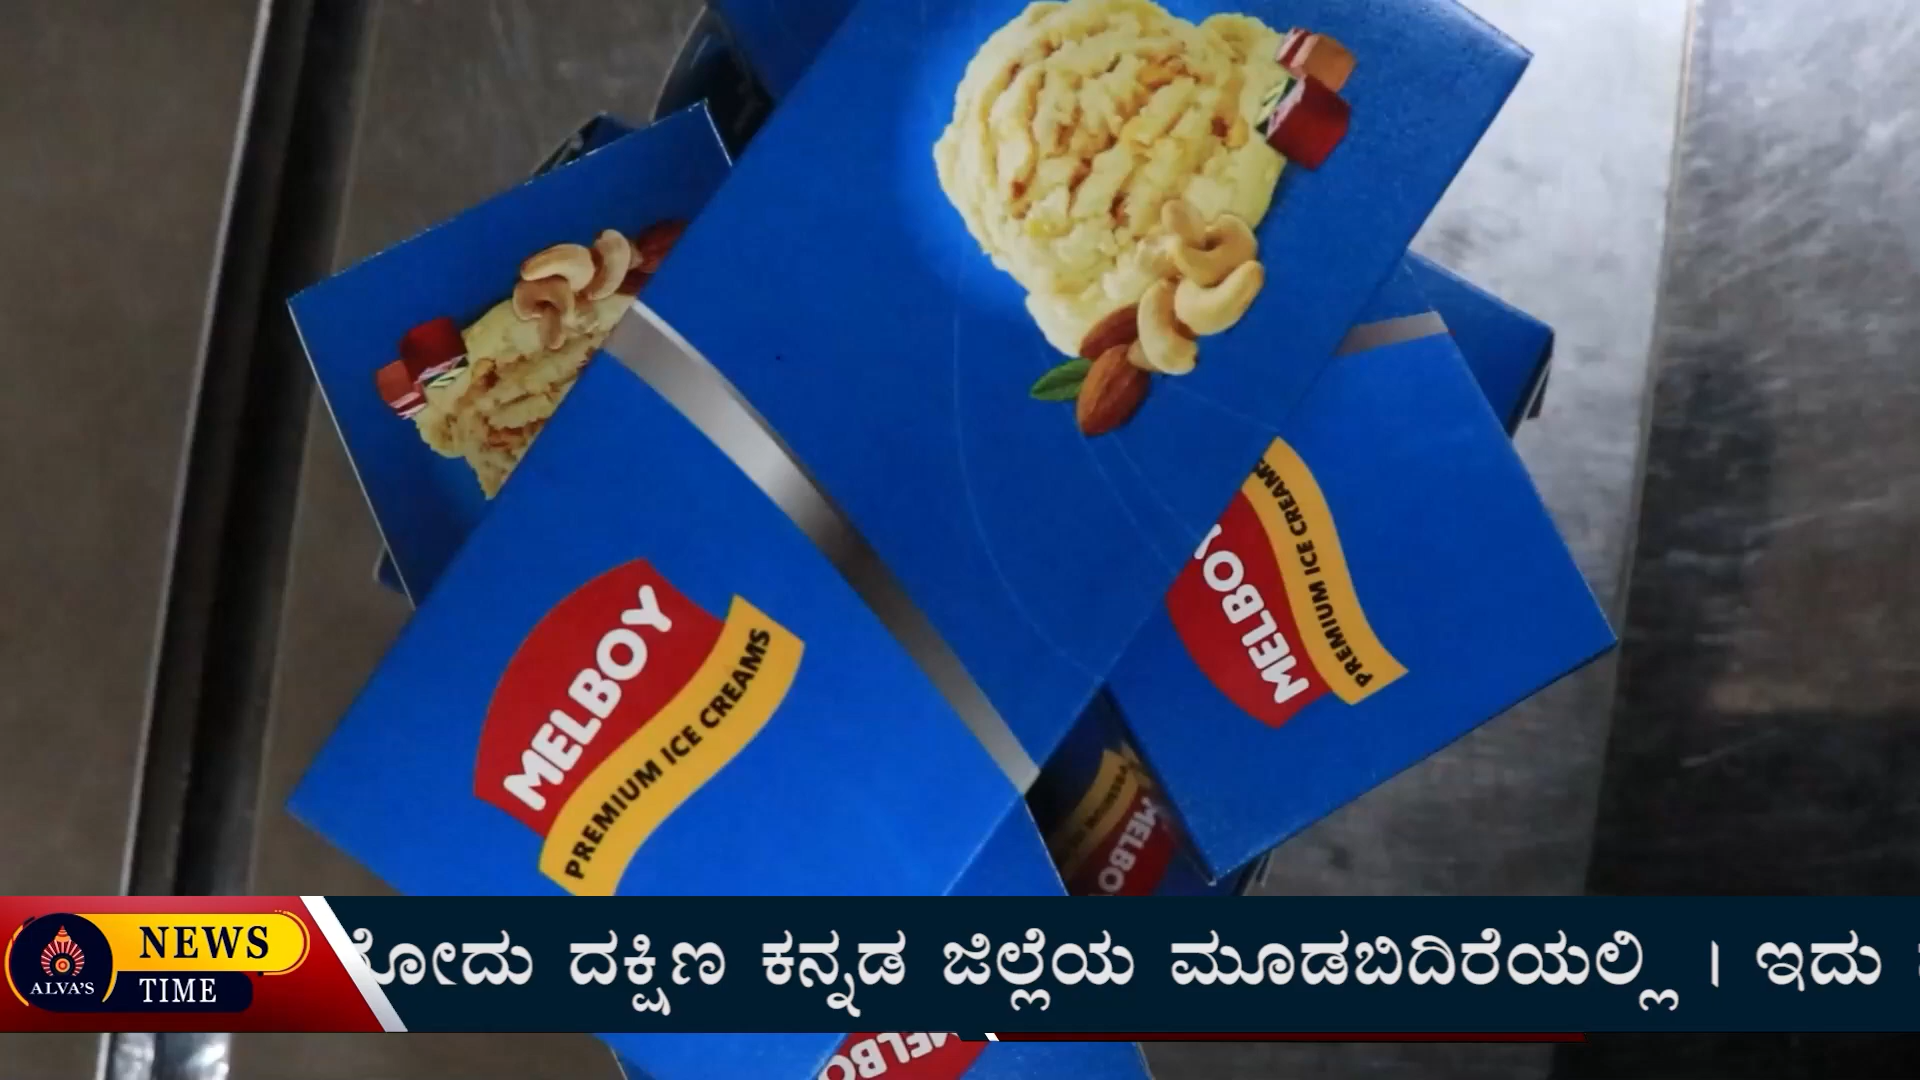 MELBOY
PREMIUM ICE CREAMS
MELBOY
PREMIUM ICE CREAMS
ALVA'S
NEWS
TIME
ದಕ್ಷಿಣ ಕನ್ನಡ ಜಿಲ್ಲೆಯ ಮೂಡಬಿದಿರೆಯಲ್ಲಿ | ಇದು